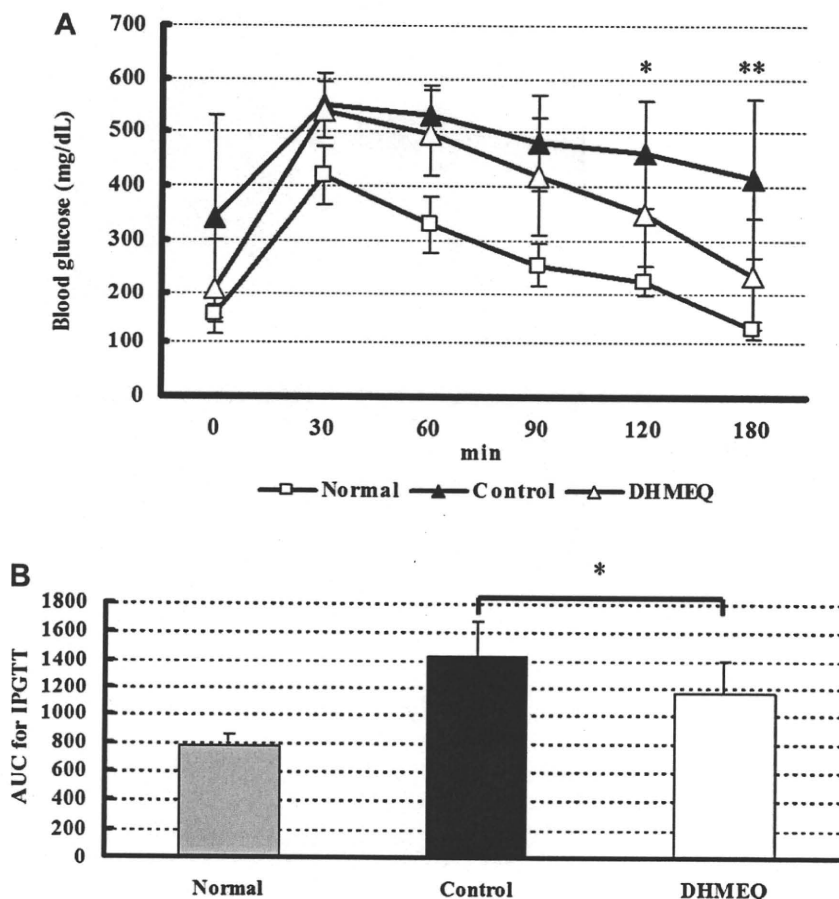 A
700
600
500
400
300
200
100
0
Blood glucose (mg/dL)
* **
0 30 60 90 120 180
min
Normal Control DHMEQ
B
*
1800
1600
1400
1200
1000
800
600
400
200
0
AUC for IPGTT
Normal Control DHMEQ